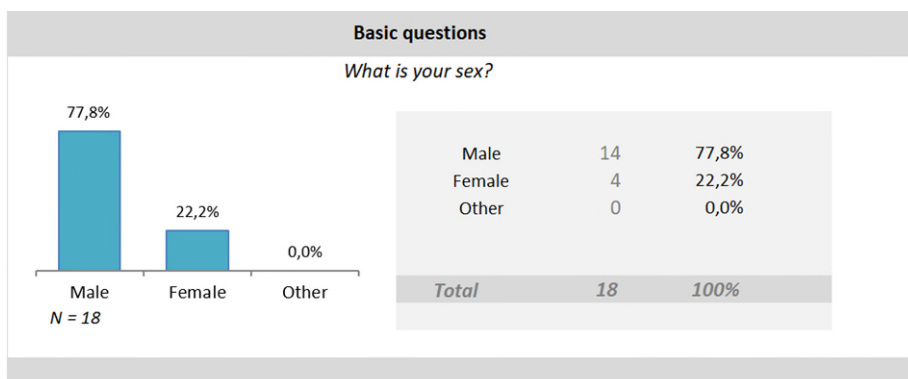 Basic questions
What is your sex?
77,8%
22,2%
0,0%
Male Female Other
N = 18
Male 14 77,8%
Female 4 22,2%
Other 0 0,0%
Total 18 100%